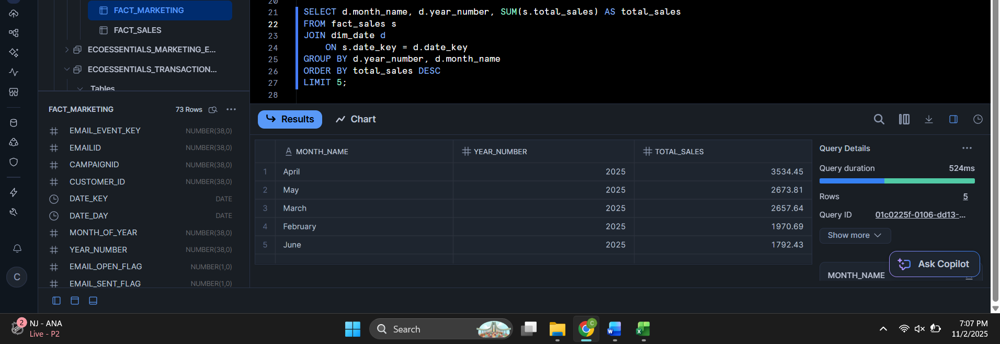 FACT_MARKETING
FACT_SALES
ECOESSENTIALS_MARKETING_E...
ECOESSENTIALS_TRANSACTION...
Tables
20
21 SELECT d.month_name, d.year_number, SUM(s.total_sales) AS total_sales
22 FROM fact_sales s
23 JOIN dim_date d
24 ON s.date_key = d.date_key
25 GROUP BY d.year_number, d.month_name
26 ORDER BY total_sales DESC
27 LIMIT 5;
28
FACT_MARKETING 73 Rows ...
EMAIL_EVENT_KEY NUMBER(38,0)
EMAILID NUMBER(38,0)
CAMPAIGNID NUMBER(38,0)
CUSTOMER_ID NUMBER(38,0)
DATE_KEY DATE
DATE_DAY DATE
MONTH_OF_YEAR NUMBER(38,0)
YEAR_NUMBER NUMBER(38,0)
EMAIL_OPEN_FLAG NUMBER(1,0)
EMAIL_SENT_FLAG NUMBER(1,0)
C
Results Chart
A MONTH_NAME YEAR_NUMBER TOTAL_SALES
1 April 2025 3534.45
2 May 2025 2673.81
3 March 2025 2657.64
4 February 2025 1970.69
5 June 2025 1792.43
Query Details ...
Query duration 524ms
Rows 5
Query ID 01c0225f-0106-dd13-...
Show more
Ask Copilot
MONTH_NAME
2 NJ - ANA
Live - P2
Search
C
W
X
7:07 PM
11/2/2025